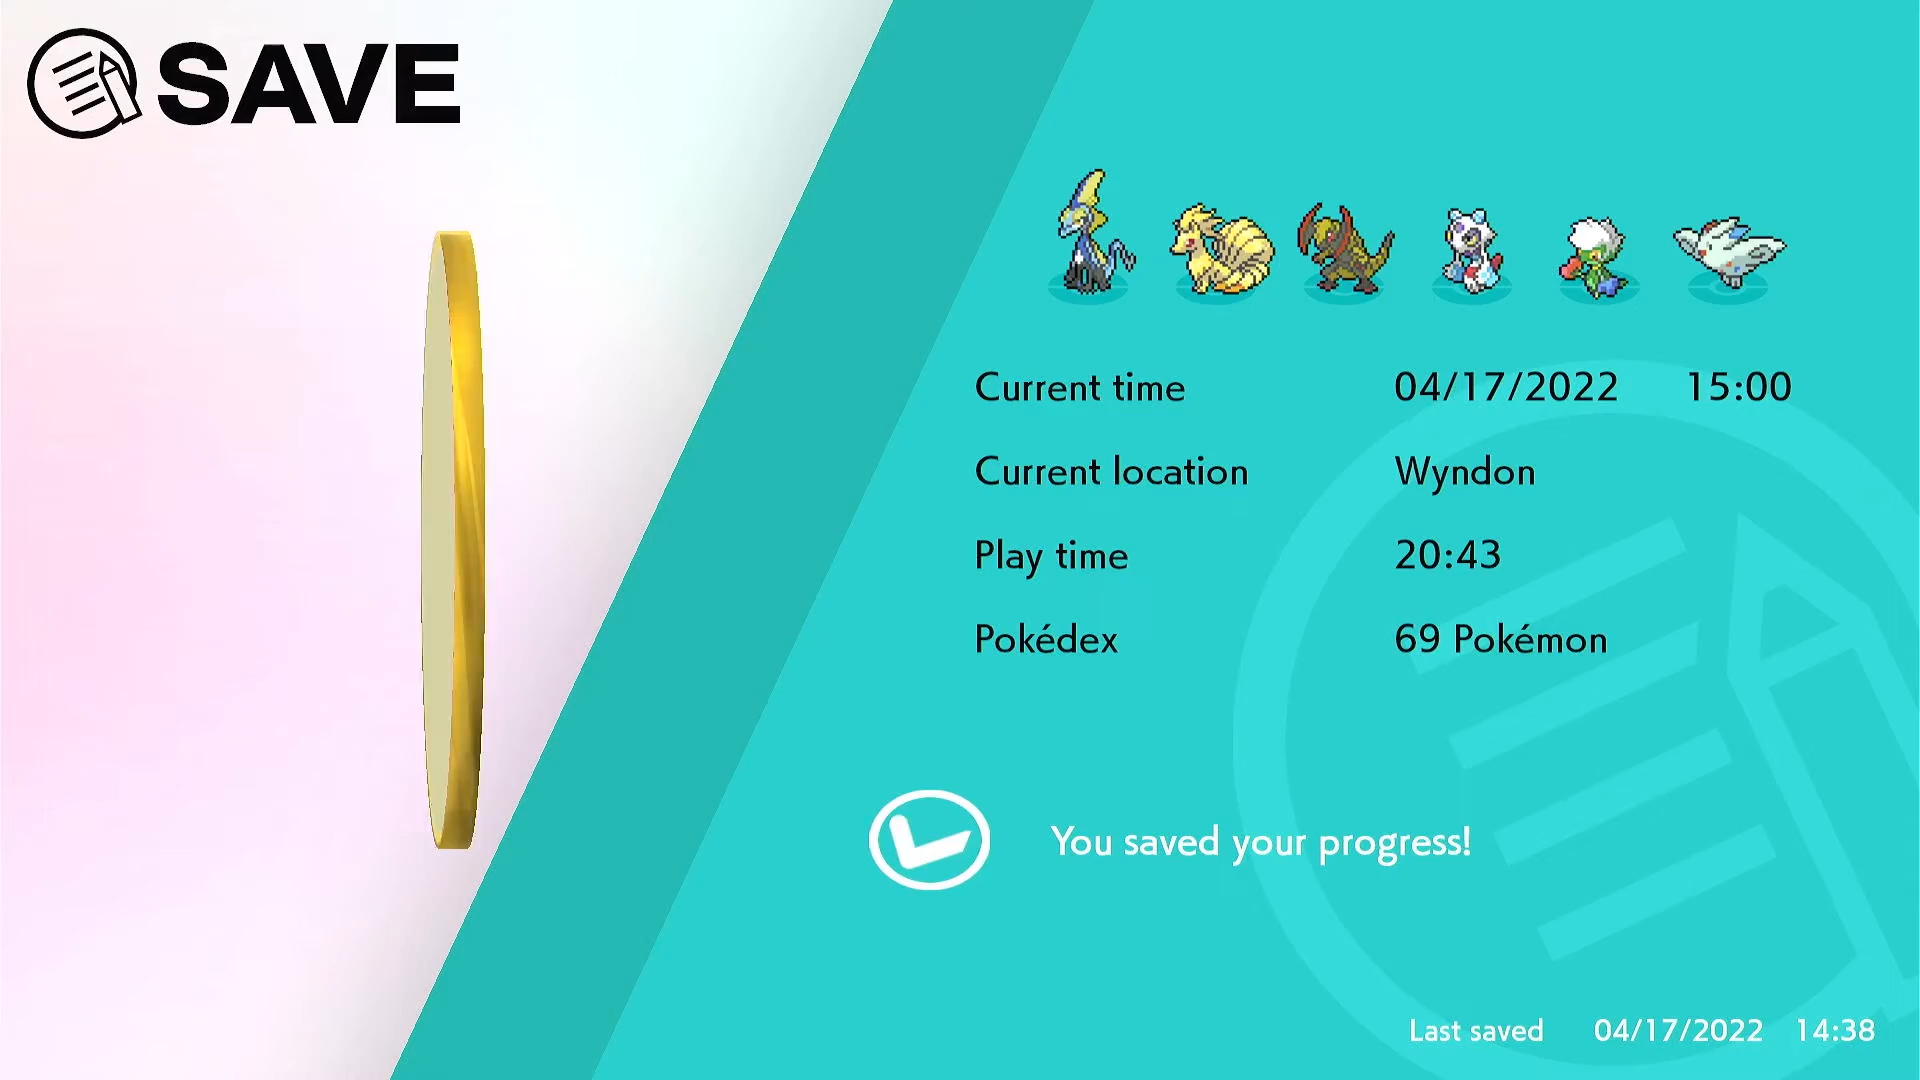 SAVE
Current time 04/17/2022 15:00
Current location Wyndon
Play time 20:43
Pokédex 69 Pokémon
You saved your progress!
Last saved 04/17/2022 14:38